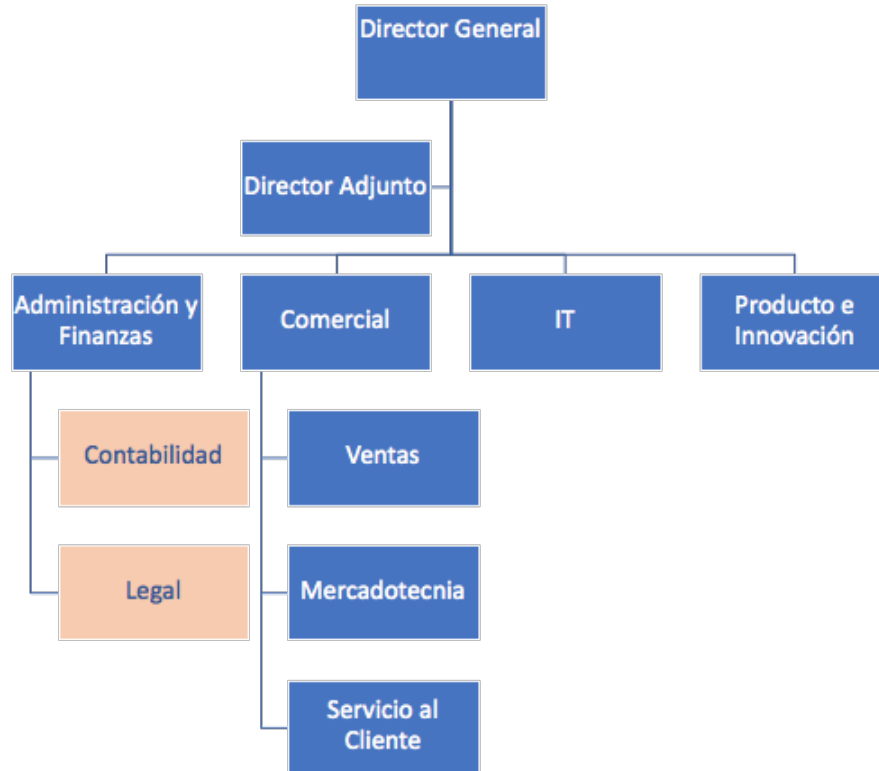 Director General
Director Adjunto
Administración y
Finanzas
Comercial
IT
Producto e
Innovación
Contabilidad
Ventas
Legal
Mercadotecnia
Servicio al
Cliente